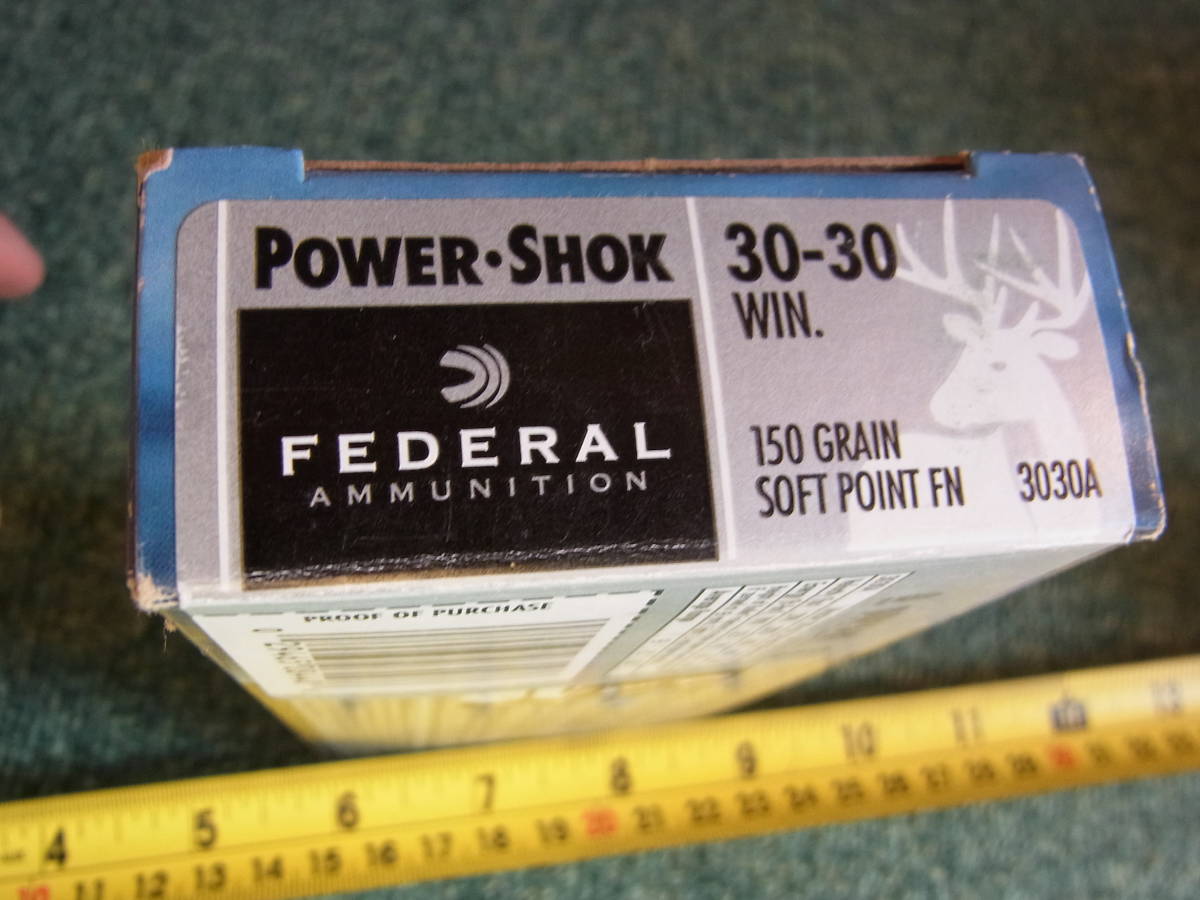 POWER·SHOK
FEDERAL
AMMUNITION
30-30
WIN.
150 GRAIN
SOFT POINT FN
3030A
PROOF OF PURCHASE
4 5 6 7 8 9 10 11 12
10 11 12 13 14 15 16 17 18 19 20 21 22 23 24 25 26 27 28 29 30 31 32